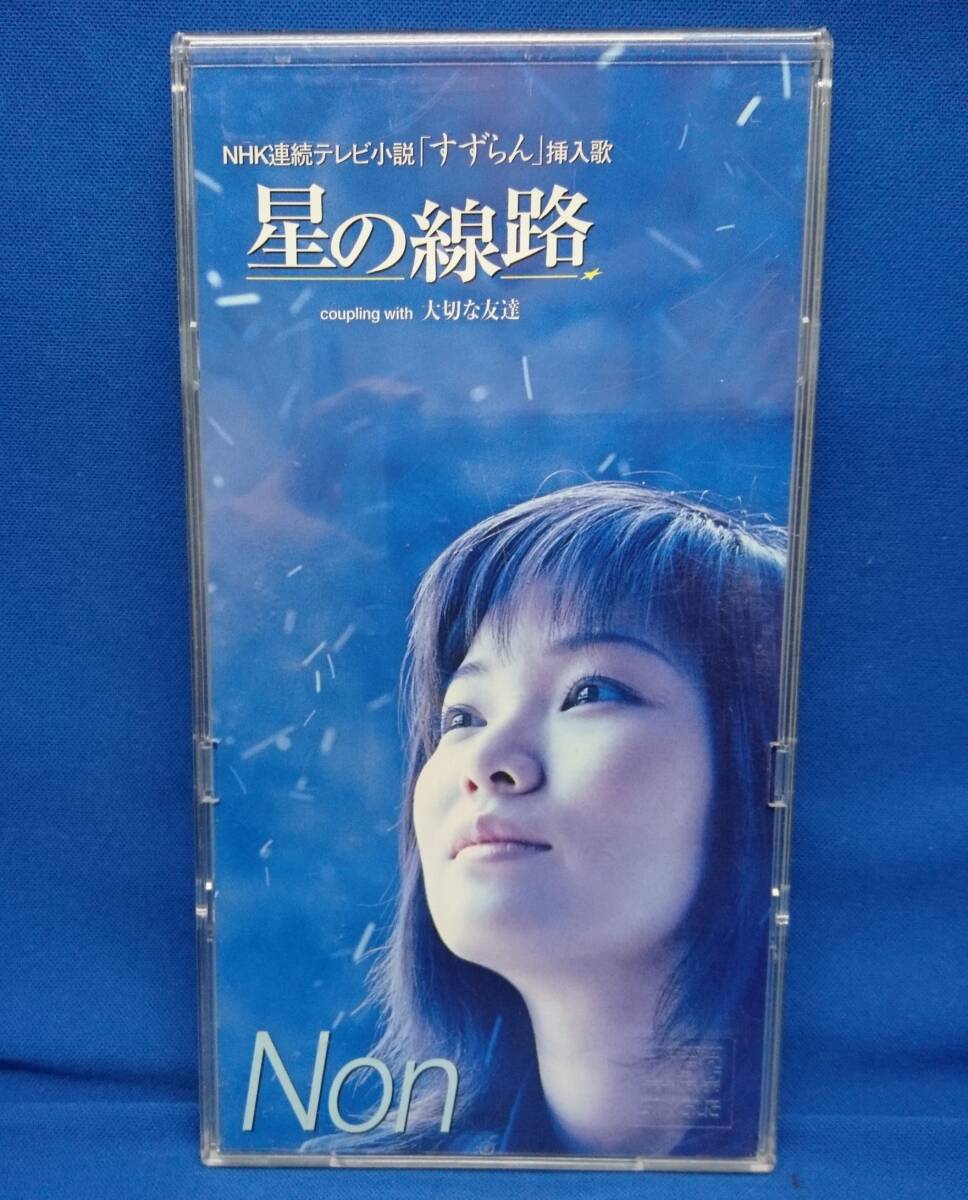 NHK連続テレビ小説「すずらん」挿入歌
星の線路
coupling with 大切な友達
Non